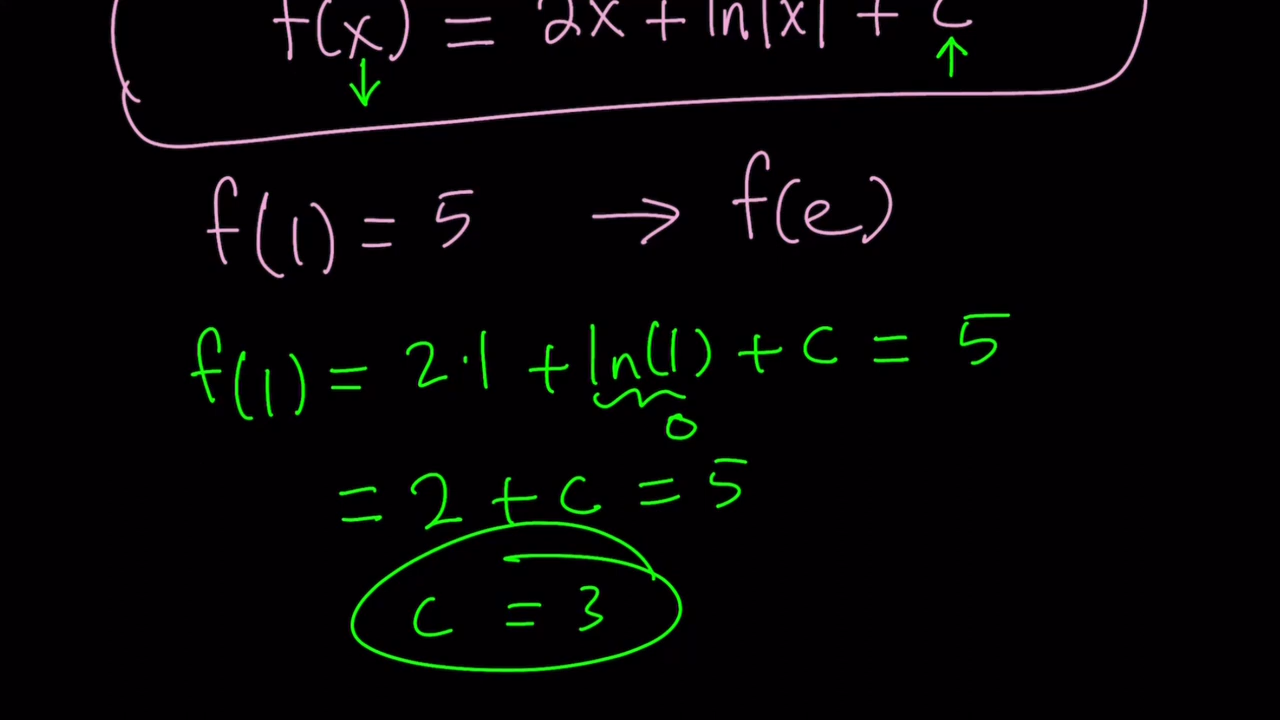 f(x) = 2x + ln|x| + c
f(1) = 5 → f(e)
f(1) = 2·1 + ln(1) + c = 5
0
= 2 + c = 5
c = 3